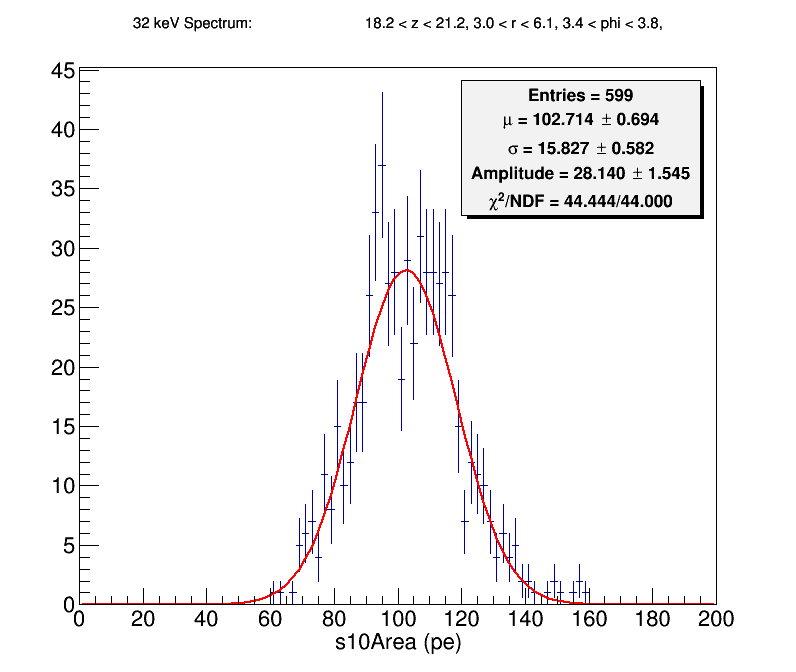 32 keV Spectrum: 18.2 < z < 21.2, 3.0 < r < 6.1, 3.4 < phi < 3.8,
Entries = 599
μ = 102.714 ± 0.694
σ = 15.827 ± 0.582
Amplitude = 28.140 ± 1.545
χ²/NDF = 44.444/44.000
45
40
35
30
25
20
15
10
5
0
0 20 40 60 80 100 120 140 160 180 200
s10Area (pe)